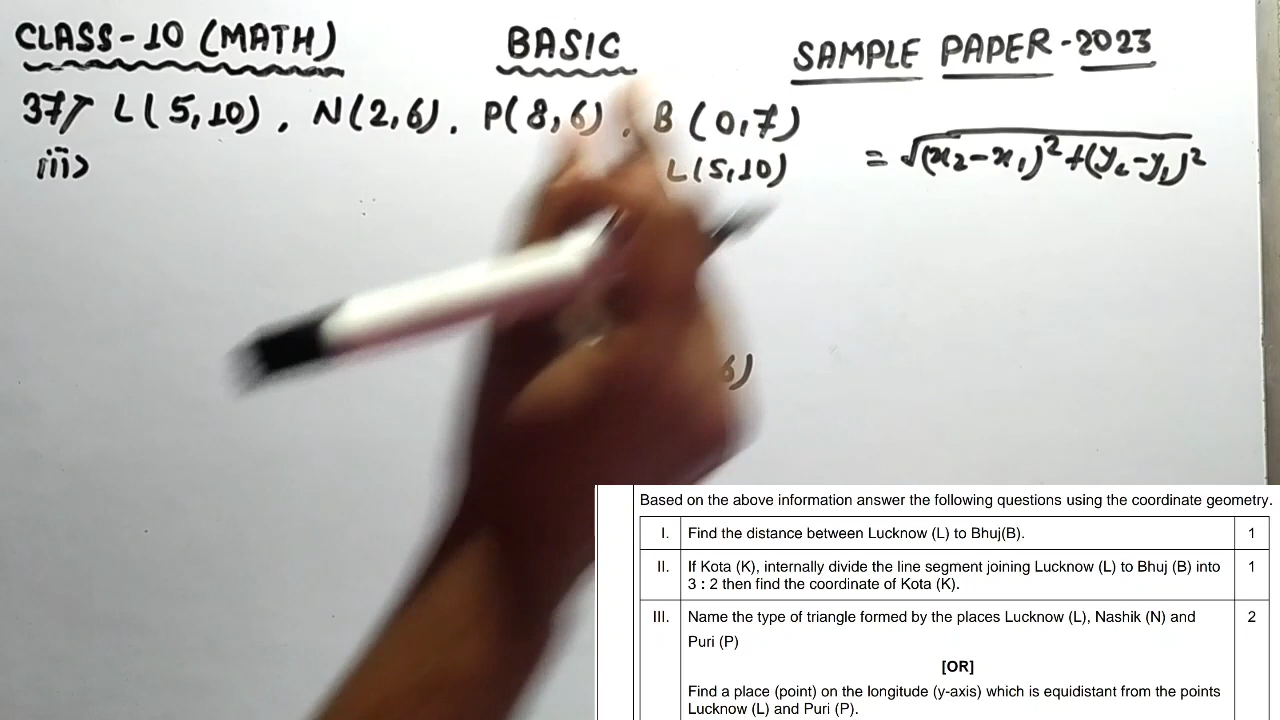 CLASS-10 (MATH) BASIC SAMPLE PAPER-2023
37↗ L(5,10), N(2,6), P(8,6), B(0,7)
iii> L(5,10) = √(x₂-x₁)²+(y₂-y₁)²
6)
Based on the above information answer the following questions using the coordinate geometry.
I. Find the distance between Lucknow (L) to Bhuj(B). 1
II. If Kota (K), internally divide the line segment joining Lucknow (L) to Bhuj (B) into 1
3 : 2 then find the coordinate of Kota (K).
III. Name the type of triangle formed by the places Lucknow (L), Nashik (N) and 2
Puri (P)
[OR]
Find a place (point) on the longitude (y-axis) which is equidistant from the points
Lucknow (L) and Puri (P).